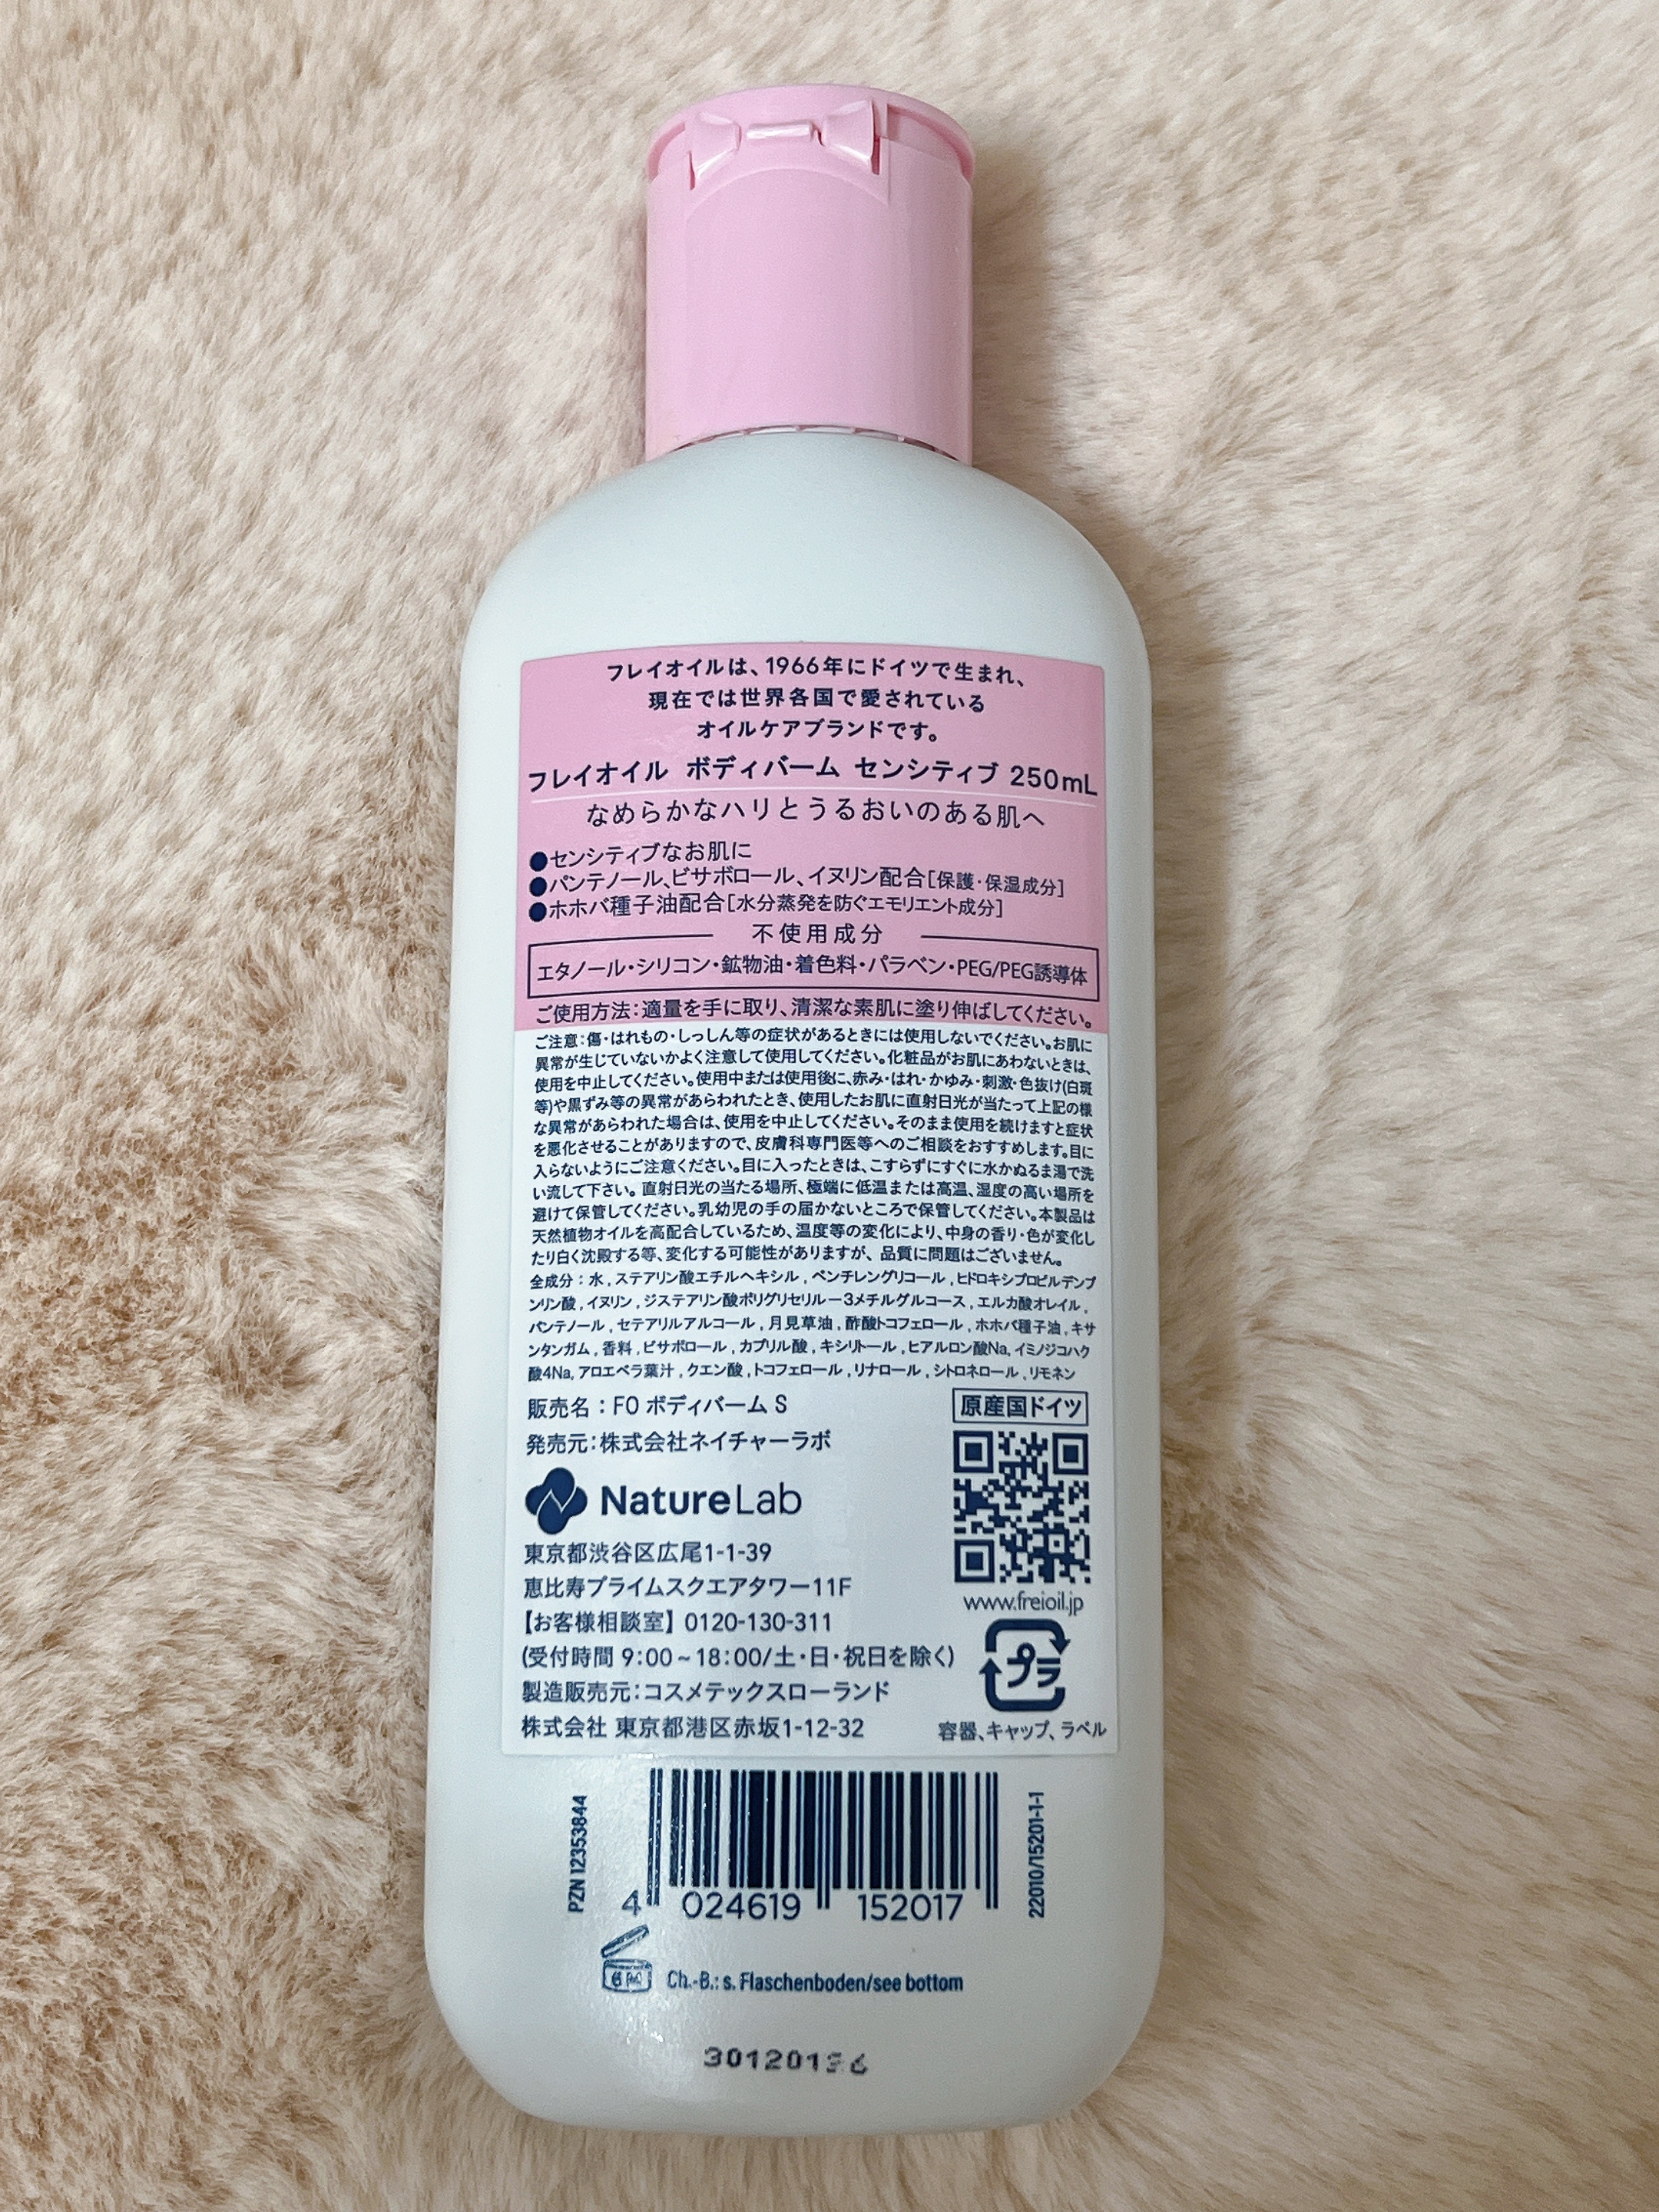 フレイオイルは、1966年にドイツで生まれ、
現在では世界各国で愛されている
オイルケアブランドです。
フレイオイル ボディバーム センシティブ 250mL
なめらかなハリとうるおいのある肌へ
●センシティブなお肌に
●パンテノール、ビサボロール、イヌリン配合[保護・保湿成分]
●ホホバ種子油配合[水分蒸発を防ぐエモリエント成分]
不使用成分
エタノール・シリコン・鉱物油・着色料・パラベン・PEG/PEG誘導体
ご使用方法：適量を手に取り、清潔な素肌に塗り伸ばしてください。
ご注意：傷・はれもの・しっしん等の症状があるときには使用しないでください。お肌に
異常が生じていないかよく注意して使用してください。化粧品がお肌にあわないときは、
使用を中止してください。使用中または使用後に、赤み・はれ・かゆみ・刺激・色抜け(白斑
等)や黒ずみ等の異常があらわれたとき、使用したお肌に直射日光が当たって上記の様
な異常があらわれた場合は、使用を中止してください。そのまま使用を続けますと症状
を悪化させることがありますので、皮膚科専門医等へのご相談をおすすめします。目に
入らないようにご注意ください。目に入ったときは、こすらずにすぐに水かぬるま湯で洗
い流して下さい。直射日光の当たる場所、極端に低温または高温、湿度の高い場所を
避けて保管してください。乳幼児の手の届かないところで保管してください。本製品は
天然植物オイルを高配合しているため、温度等の変化により、中身の香り・色が変化し
たり白く沈殿する等、変化する可能性がありますが、品質に問題はございません。
全成分：水 , ステアリン酸エチルヘキシル , ペンチレングリコール , ヒドロキシプロピルデンプ
ンリン酸 , イヌリン , ジステアリン酸ポリグリセリル－3メチルグルコース , エルカ酸オレイル ,
パンテノール , セテアリルアルコール , 月見草油 , 酢酸トコフェロール , ホホバ種子油 , キサ
ンタンガム , 香料 , ビサボロール , カプリル酸 , キシリトール , ヒアルロン酸Na, イミノジコハク
酸4Na, アロエベラ葉汁 , クエン酸 , トコフェロール , リナロール , シトロネロール , リモネン
販売名：FO ボディバーム S
発売元：株式会社ネイチャーラボ
NatureLab
東京都渋谷区広尾1-1-39
恵比寿プライムスクエアタワー11F
【お客様相談室】 0120-130-311
(受付時間 9:00~18:00/土・日・祝日を除く)
製造販売元：コスメテックスローランド
株式会社 東京都港区赤坂1-12-32
原産国ドイツ
www.freioil.jp
プラ
容器、キャップ、ラベル
PZN 12353844
4 024619 152017
22010/15201-1-1
6 M
Ch.-B.: s. Flaschenboden/see bottom